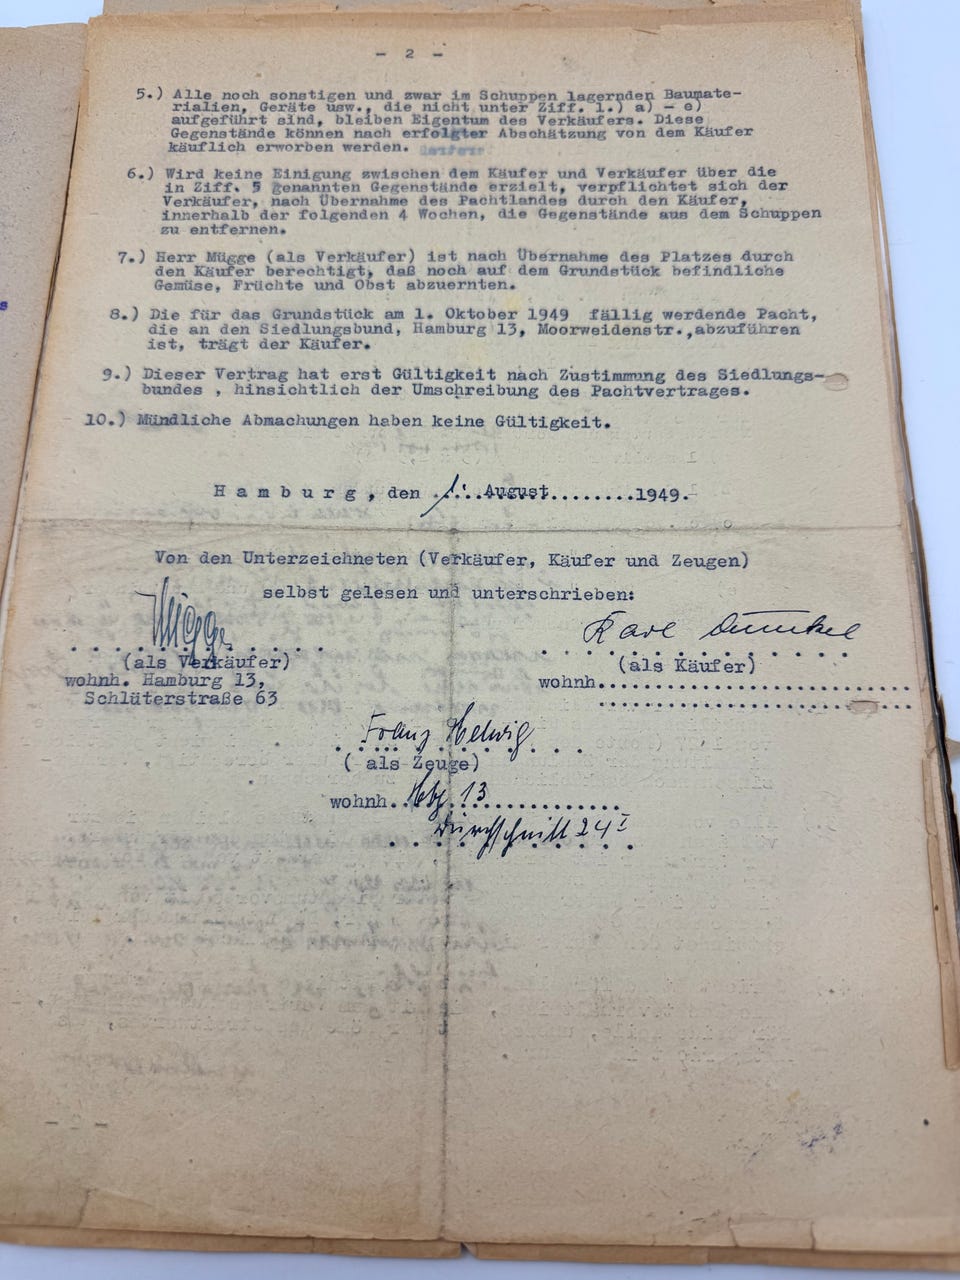 - 2 -
5.) Alle noch sonstigen und zwar im Schuppen lagernden Baumate-
rialien, Geräte usw., die nicht unter Ziff. 1.) a) - e)
aufgeführt sind, bleiben Eigentum des Verkäufers. Diese
Gegenstände können nach erfolgter Abschätzung von dem Käufer
käuflich erworben werden.
6.) Wird keine Einigung zwischen dem Käufer und Verkäufer über die
in Ziff. 5 genannten Gegenstände erzielt, verpflichtet sich der
Verkäufer, nach Übernahme des Pachtlandes durch den Käufer,
innerhalb der folgenden 4 Wochen, die Gegenstände aus dem Schuppen
zu entfernen.
7.) Herr Mügge (als Verkäufer) ist nach Übernahme des Platzes durch
den Käufer berechtigt, daß noch auf dem Grundstück befindliche
Gemüse, Früchte und Obst abzuernten.
8.) Die für das Grundstück am 1. Oktober 1949 fällig werdende Pacht,
die an den Siedlungsbund, Hamburg 13, Moorweidenstr.,abzuführen
ist, trägt der Käufer.
9.) Dieser Vertrag hat erst Gültigkeit nach Zustimmung des Siedlungs-
bundes , hinsichtlich der Umschreibung des Pachtvertrages.
10.) Mündliche Abmachungen haben keine Gültigkeit.
H a m b u r g , den ..1. August.........1949.
Von den Unterzeichneten (Verkäufer, Käufer und Zeugen)
selbst gelesen und unterschrieben:
Mügge
(als Verkäufer)
wohnh. Hamburg 13,
Schlüterstraße 63
Karl Dunkel
(als Käufer)
wohnh..........................
Franz Helwig
( als Zeuge)
wohnh..Hbg. 13..............
Durchschnitt 24 I